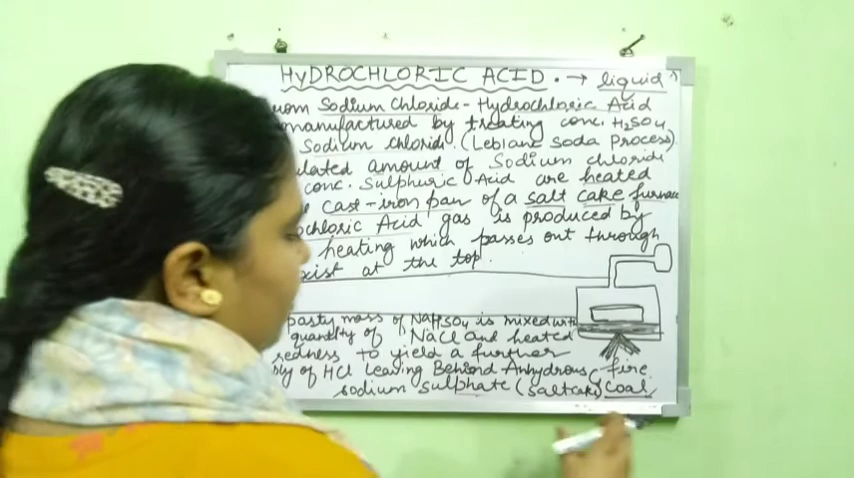 HYDROCHLORIC ACID. → liquid
Sodium Chloride - Hydrochloric Acid
manufactured by treating conc. H2SO4
Sodium chloride. (Leblanc Soda Process).
amount of Sodium chloride
conc. Sulphuric Acid are heated
cast-iron pan of a salt cake furnace
Acid gas is produced by
heating which passes out through
at the top.
pasty mass of NaHSO4 is mixed with
quantity of NaCl and heated
redness to yield a further
of HCl Leaving Behind Anhydrous
sodium sulphate (Saltcake)
fire
coal